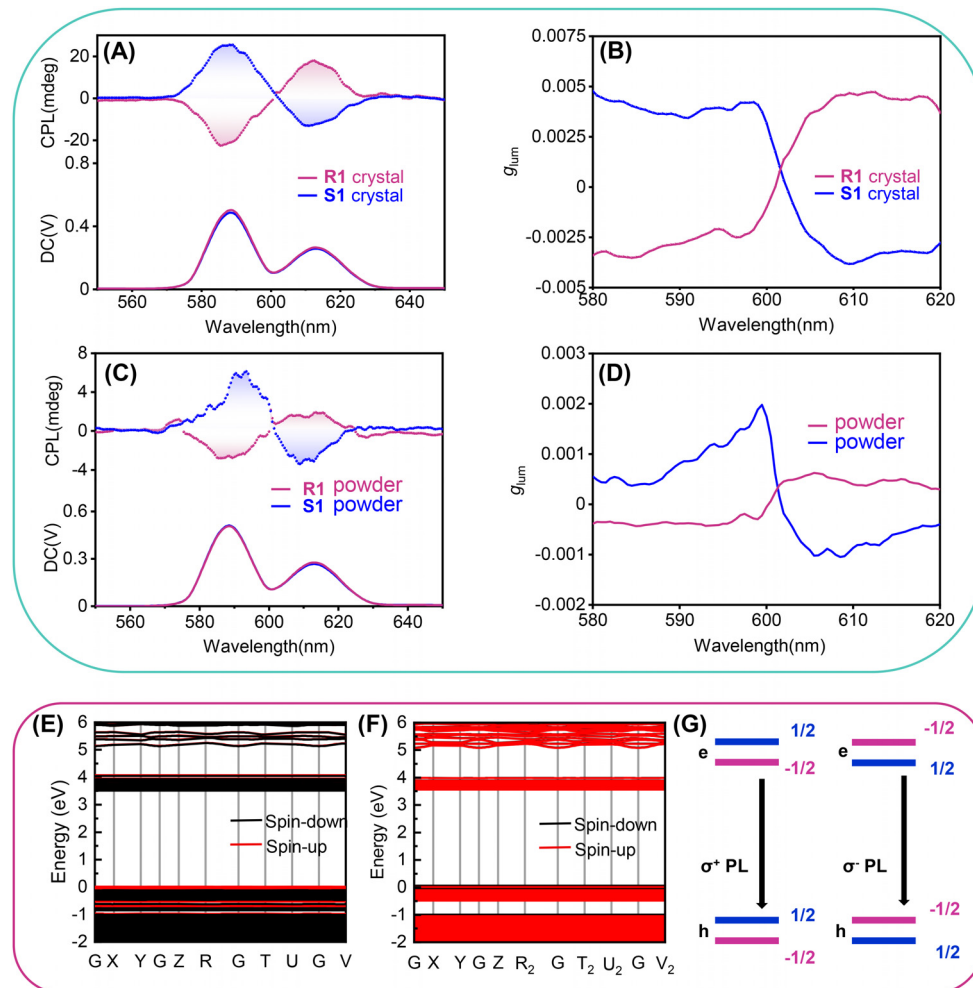 (A)
CPL(mdeg)
20
0
-20
0.8
R1 crystal
S1 crystal
DC(V)
0.4
0
560 580 600 620 640
Wavelength(nm)
(B)
glum
0.0075
0.005
0.0025
0
-0.0025
-0.005
R1 crystal
S1 crystal
580 590 600 610 620
Wavelength(nm)
(C)
CPL(mdeg)
8
4
0
-4
R1 powder
S1 powder
DC(V)
0.6
0.3
0
560 580 600 620 640
Wavelength(nm)
(D)
glum
0.003
0.002
0.001
0
-0.001
-0.002
powder
powder
580 590 600 610 620
Wavelength(nm)
(E)
Energy (eV)
6
5
4
3
2
1
0
-1
-2
Spin-down
Spin-up
G X Y G Z R G T U G V
(F)
Energy (eV)
6
5
4
3
2
1
0
-1
-2
Spin-down
Spin-up
G X Y G Z R2 G T2 U2 G V2
(G)
e 1/2
-1/2
σ+ PL
h 1/2
-1/2
e -1/2
1/2
σ- PL
h -1/2
1/2